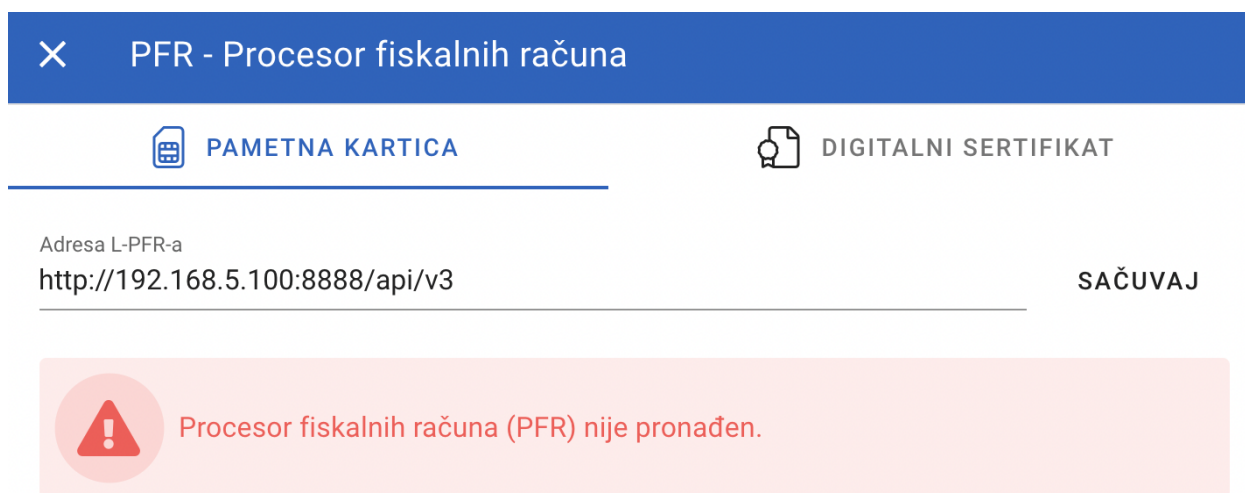 PFR - Procesor fiskalnih računa
PAMETNA KARTICA
DIGITALNI SERTIFIKAT
Adresa L-PFR-a
http://192.168.5.100:8888/api/v3
SAČUVAJ
Procesor fiskalnih računa (PFR) nije pronađen.